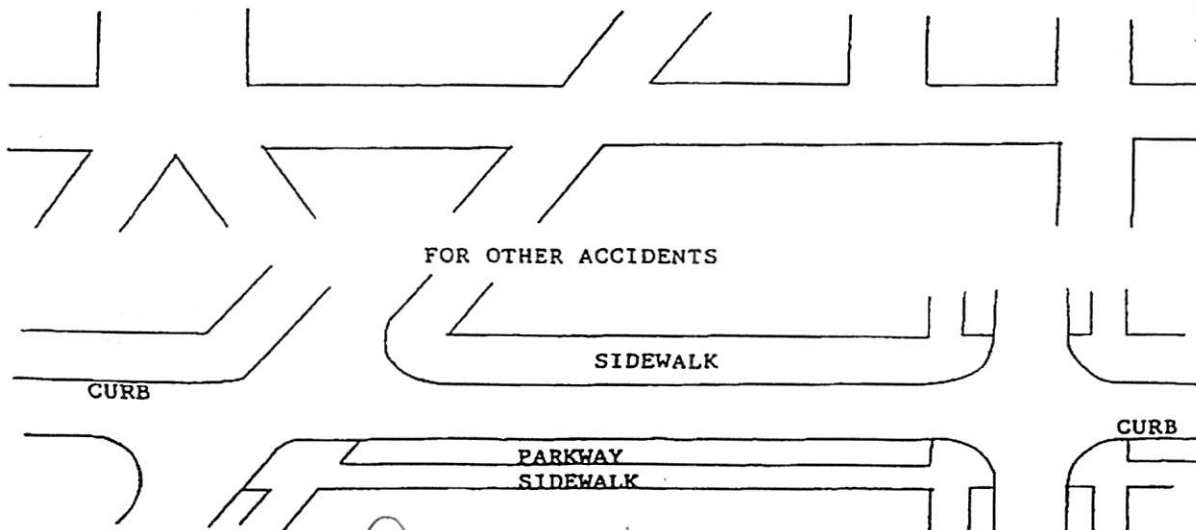 FOR OTHER ACCIDENTS
SIDEWALK
CURB
CURB
PARKWAY
SIDEWALK